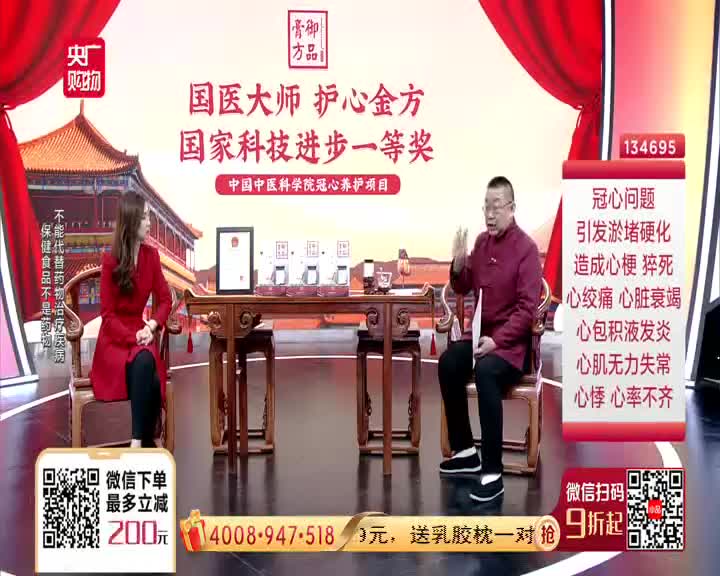 央广
购物
御品
膏方
国医大师 护心金方
国家科技进步一等奖
中国中医科学院冠心养护项目
134695
冠心问题
引发淤堵硬化
造成心梗 猝死
心绞痛 心脏衰竭
心包积液发炎
心肌无力失常
心悸 心率不齐
保健食品不是药物
不能代替药物治疗疾病
微信下单
最多立减
200元
4008·947·518
9元，送乳胶枕一对
抢
微信扫码
9折起